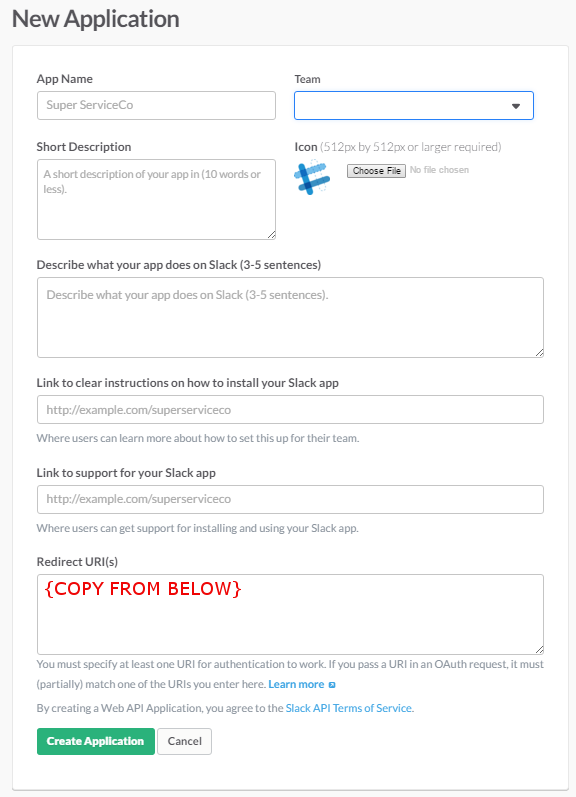 New Application
App Name
Team
Super ServiceCo
Short Description
Icon (512px by 512px or larger required)
A short description of your app in (10 words or
less).
Choose File No file chosen
Describe what your app does on Slack (3-5 sentences)
Describe what your app does on Slack (3-5 sentences).
Link to clear instructions on how to install your Slack app
http://example.com/superserviceco
Where users can learn more about how to set this up for their team.
Link to support for your Slack app
http://example.com/superserviceco
Where users can get support for installing and using your Slack app.
Redirect URI(s)
{COPY FROM BELOW}
You must specify at least one URI for authentication to work. If you pass a URI in an OAuth request, it must
(partially) match one of the URIs you enter here. Learn more
By creating a Web API Application, you agree to the Slack API Terms of Service.
Create Application Cancel